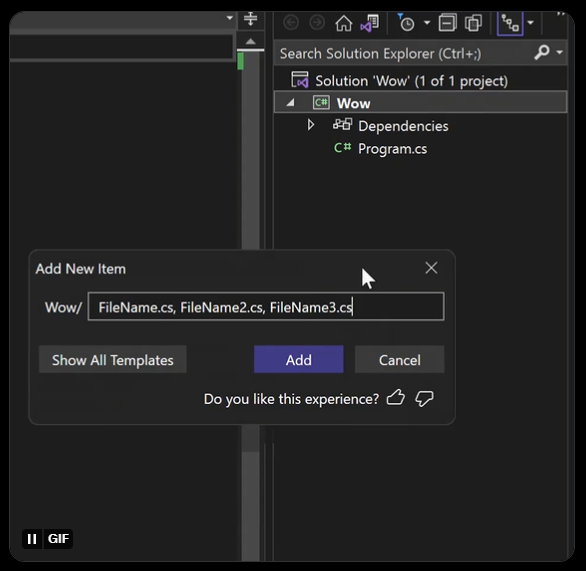 Search Solution Explorer (Ctrl+;)
Solution 'Wow' (1 of 1 project)
C# Wow
Dependencies
C# Program.cs
Add New Item
Wow/ FileName.cs, FileName2.cs, FileName3.cs
Show All Templates Add Cancel
Do you like this experience?
GIF